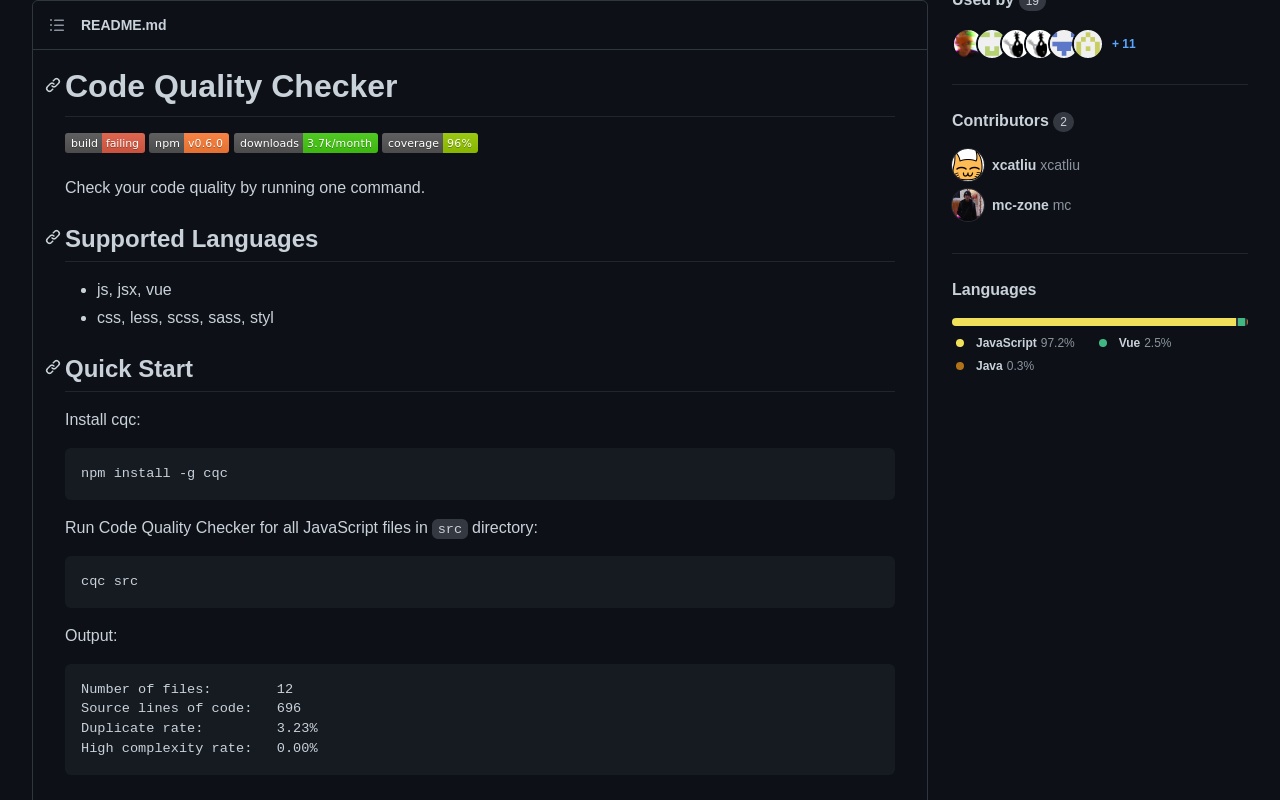 README.md
Code Quality Checker
build failing npm v0.6.0 downloads 3.7k/month coverage 96%
Check your code quality by running one command.
Supported Languages
js, jsx, vue
css, less, scss, sass, styl
Quick Start
Install cqc:
npm install -g cqc
Run Code Quality Checker for all JavaScript files in src directory:
cqc src
Output:
Number of files: 12
Source lines of code: 696
Duplicate rate: 3.23%
High complexity rate: 0.00%
Used by 19
+ 11
Contributors 2
xcatliu xcatliu
mc-zone mc
Languages
JavaScript 97.2% Vue 2.5%
Java 0.3%